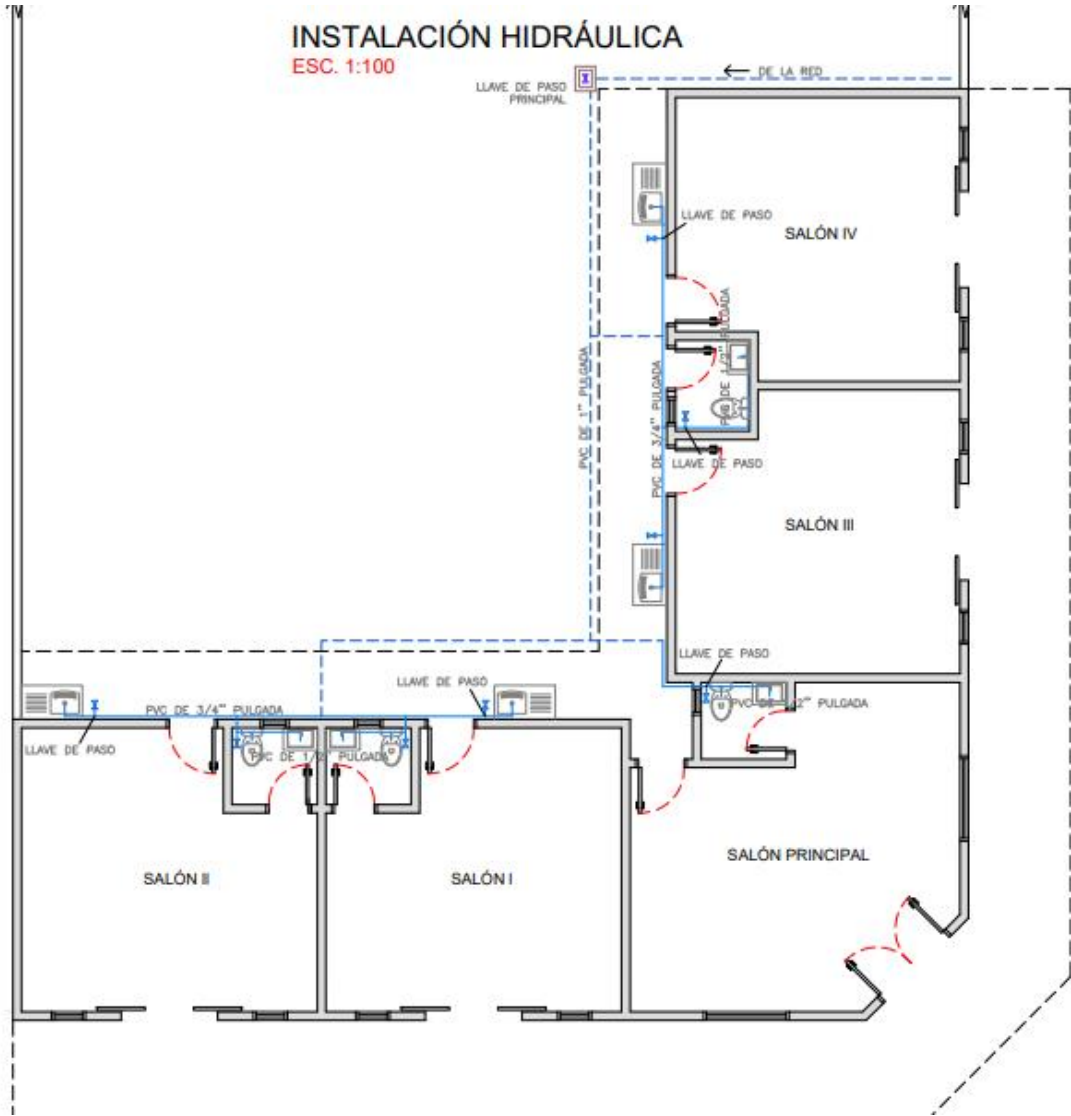 INSTALACIÓN HIDRÁULICA
ESC. 1:100
DE LA RED
LLAVE DE PASO
PRINCIPAL
LLAVE DE PASO
SALÓN IV
PVC DE 1" PULGADA
PVC DE 3/4" PULGADA
PVC DE 1/2" PULGADA
LLAVE DE PASO
SALÓN III
LLAVE DE PASO
PVC DE 1/2" PULGADA
LLAVE DE PASO
PVC DE 3/4" PULGADA
LLAVE DE PASO
PVC DE 1/2" PULGADA
SALÓN II
SALÓN I
SALÓN PRINCIPAL